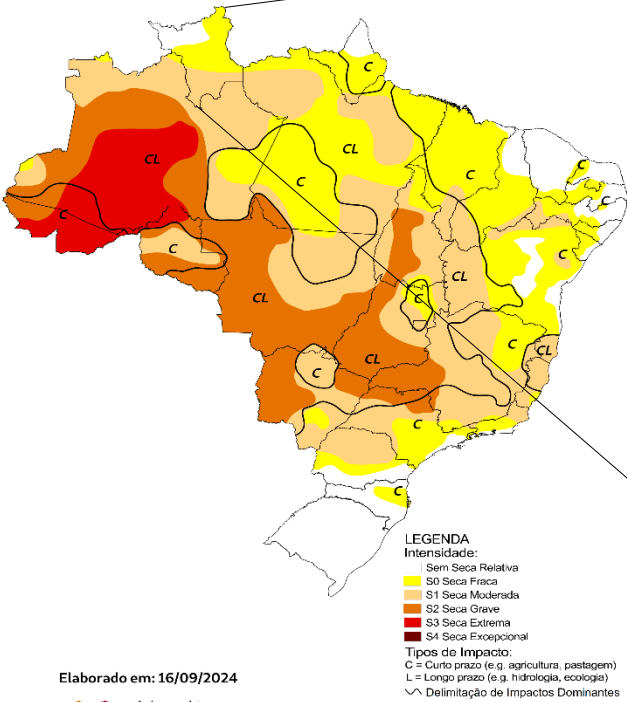 C
C
CL
CL
C
C
C
C
C
C
CL
C
CL
C
C
CL
CL
C
C
C
LEGENDA
Intensidade:
Sem Seca Relativa
S0 Seca Fraca
S1 Seca Moderada
S2 Seca Grave
S3 Seca Extrema
S4 Seca Excepcional
Tipos de Impacto:
C = Curto prazo (e.g. agricultura, pastagem)
L = Longo prazo (e.g. hidrologia, ecologia)
Delimitação de Impactos Dominantes
Elaborado em: 16/09/2024